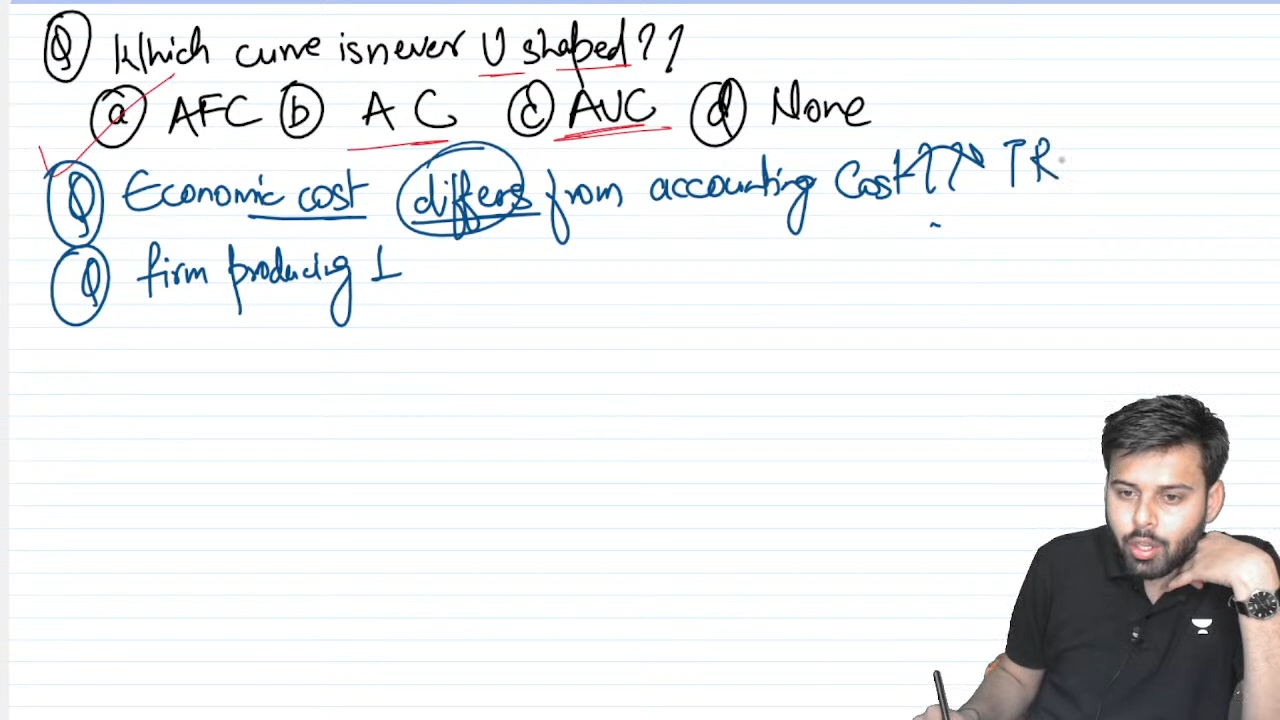 Q Which curve is never U shaped??
a AFC b AC c AVC d None
Q Economic cost differs from accounting Cost?? TR
Q firm producing 1